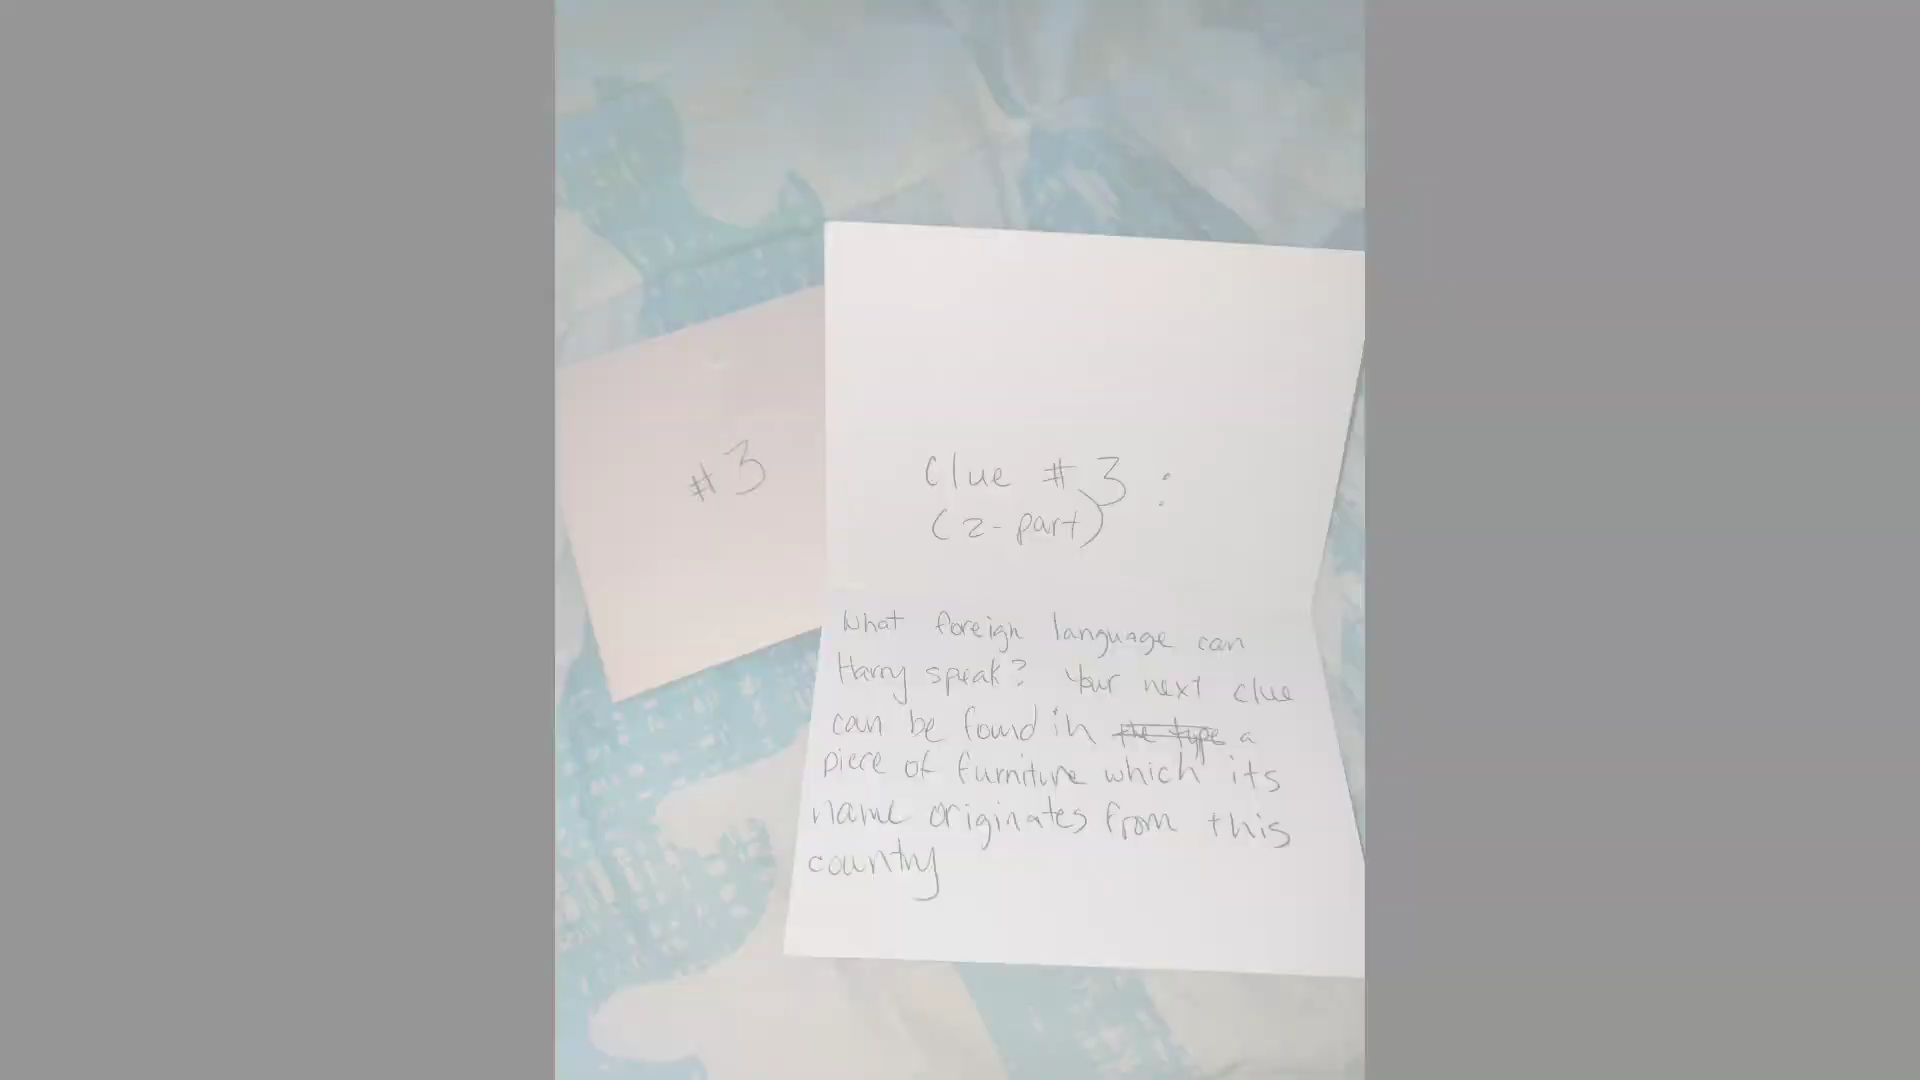 #3
Clue #3:
(2-part)
What foreign language can
Harry speak? Your next clue
can be found in the type a
piece of furniture which its
name originates from this
country